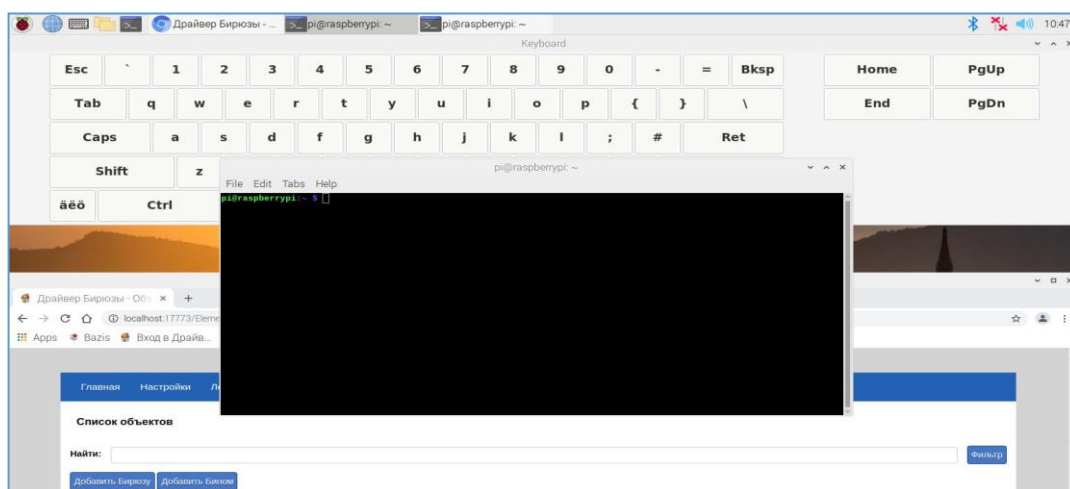 Драйвер Бирюзы - ... pi@raspberrypi: ~ pi@raspberrypi: ~ 10:47
Keyboard
Esc ` 1 2 3 4 5 6 7 8 9 0 - = Bksp Home PgUp
Tab q w e r t y u i o p { } \ End PgDn
Caps a s d f g h j k l ; # Ret
Shift z
pi@raspberrypi: ~
File Edit Tabs Help
äëö Ctrl
pi@raspberrypi:~ $
Драйвер Бирюзы - Об
localhost:17773/Eleme
Apps Bazis Вход в Драйв...
Главная Настройки
Список объектов
Найти: Фильтр
Добавить Бирюзу Добавить Бином